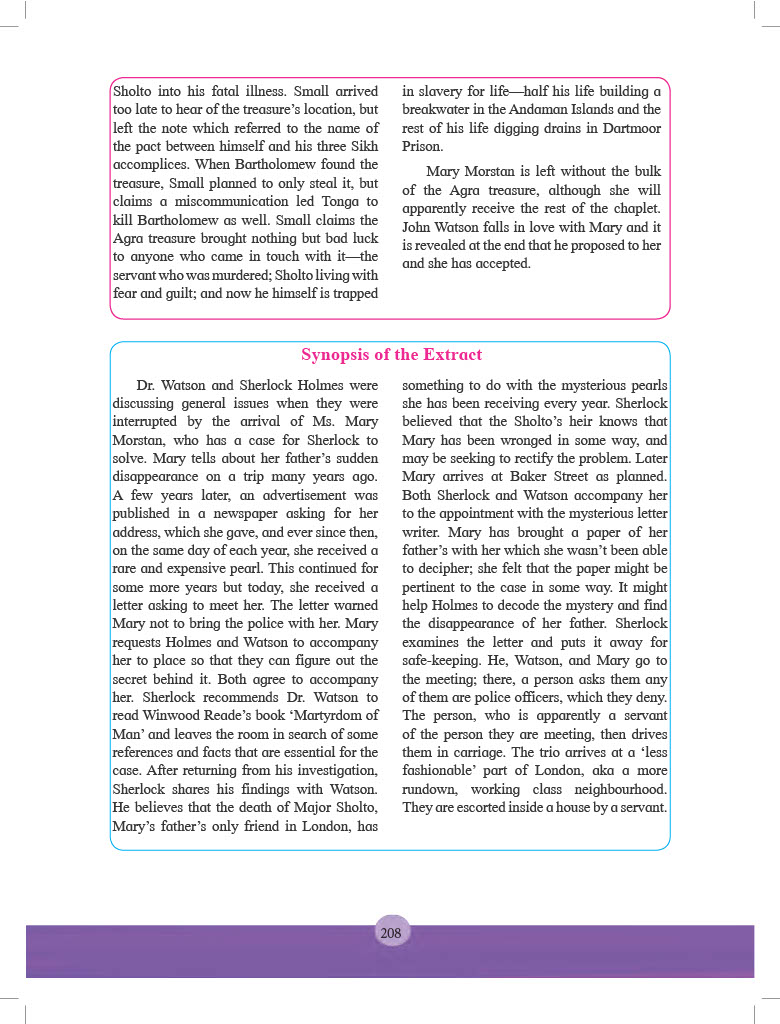 Sholto into his fatal illness. Small arrived
too late to hear of the treasure's location, but
left the note which referred to the name of
the pact between himself and his three Sikh
accomplices. When Bartholomew found the
treasure, Small planned to only steal it, but
claims a miscommunication led Tonga to
kill Bartholomew as well. Small claims the
Agra treasure brought nothing but bad luck
to anyone who came in touch with it—the
servant who was murdered; Sholto living with
fear and guilt; and now he himself is trapped
in slavery for life—half his life building a
breakwater in the Andaman Islands and the
rest of his life digging drains in Dartmoor
Prison.
Mary Morstan is left without the bulk
of the Agra treasure, although she will
apparently receive the rest of the chaplet.
John Watson falls in love with Mary and it
is revealed at the end that he proposed to her
and she has accepted.
Synopsis of the Extract
Dr. Watson and Sherlock Holmes were
discussing general issues when they were
interrupted by the arrival of Ms. Mary
Morstan, who has a case for Sherlock to
solve. Mary tells about her father's sudden
disappearance on a trip many years ago.
A few years later, an advertisement was
published in a newspaper asking for her
address, which she gave, and ever since then,
on the same day of each year, she received a
rare and expensive pearl. This continued for
some more years but today, she received a
letter asking to meet her. The letter warned
Mary not to bring the police with her. Mary
requests Holmes and Watson to accompany
her to place so that they can figure out the
secret behind it. Both agree to accompany
her. Sherlock recommends Dr. Watson to
read Winwood Reade's book 'Martyrdom of
Man' and leaves the room in search of some
references and facts that are essential for the
case. After returning from his investigation,
Sherlock shares his findings with Watson.
He believes that the death of Major Sholto,
Mary's father's only friend in London, has
something to do with the mysterious pearls
she has been receiving every year. Sherlock
believed that the Sholto's heir knows that
Mary has been wronged in some way, and
may be seeking to rectify the problem. Later
Mary arrives at Baker Street as planned.
Both Sherlock and Watson accompany her
to the appointment with the mysterious letter
writer. Mary has brought a paper of her
father's with her which she wasn't been able
to decipher; she felt that the paper might be
pertinent to the case in some way. It might
help Holmes to decode the mystery and find
the disappearance of her father. Sherlock
examines the letter and puts it away for
safe-keeping. He, Watson, and Mary go to
the meeting; there, a person asks them any
of them are police officers, which they deny.
The person, who is apparently a servant
of the person they are meeting, then drives
them in carriage. The trio arrives at a 'less
fashionable' part of London, aka a more
rundown, working class neighbourhood.
They are escorted inside a house by a servant.
208